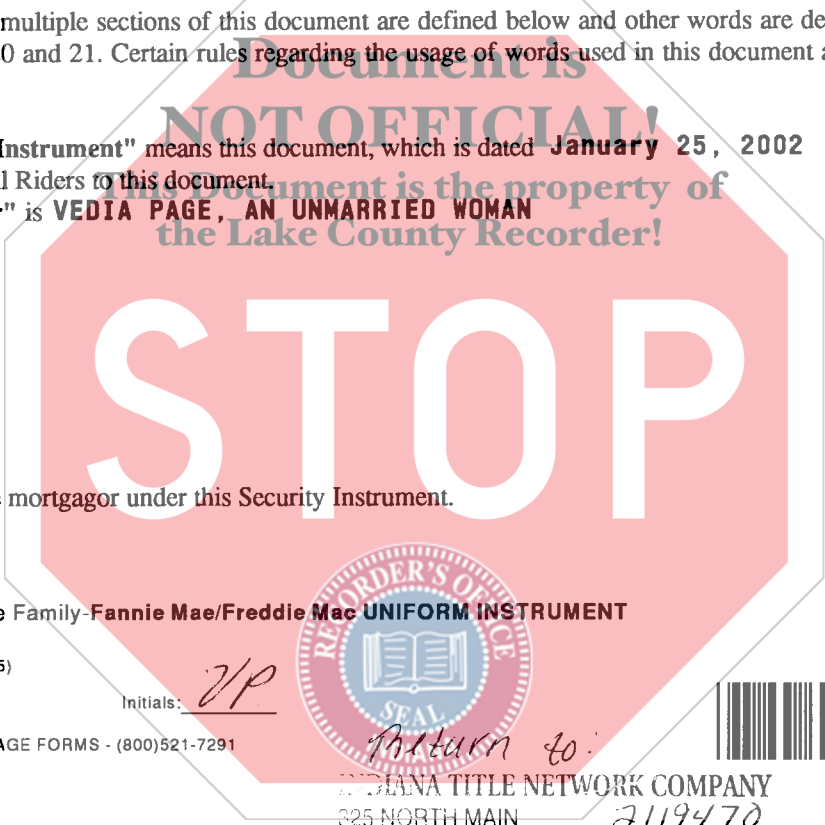 multiple sections of this document are defined below and other words are de
0 and 21. Certain rules regarding the usage of words used in this document a
Document is
NOT OFFICIAL!
Instrument" means this document, which is dated January 25, 2002
l Riders to this document.
This Document is the property of
" is VEDIA PAGE, AN UNMARRIED WOMAN
the Lake County Recorder!
STOP
mortgagor under this Security Instrument.
RECORDER'S OFFICE
SEAL
e Family-Fannie Mae/Freddie Mac UNIFORM INSTRUMENT
5)
Initials: VP
AGE FORMS - (800)521-7291
Return to:
INDIANA TITLE NETWORK COMPANY
325 NORTH MAIN
2119470